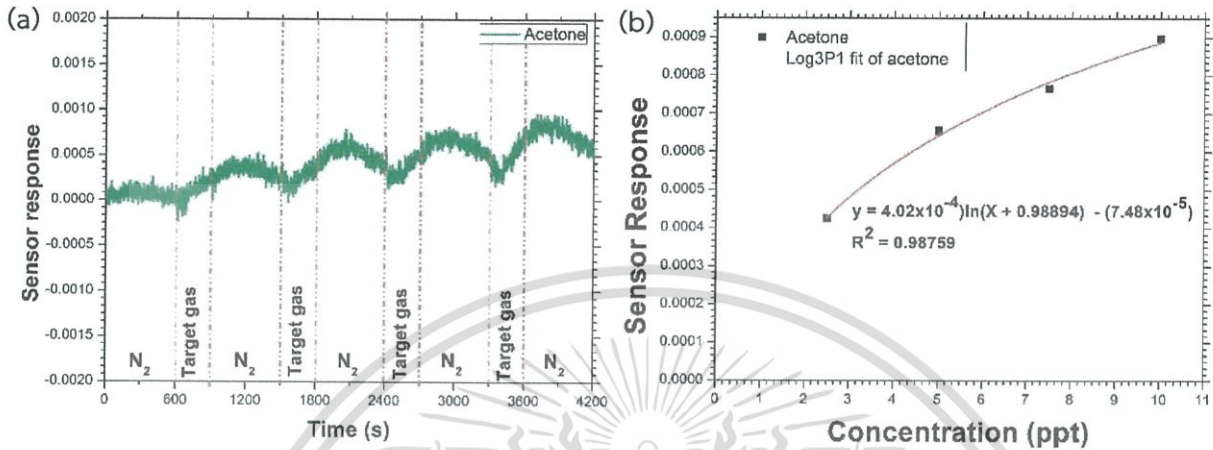 (a)
0.0020
0.0015
0.0010
0.0005
0.0000
-0.0005
-0.0010
-0.0015
-0.0020
Sensor response
Acetone
N2 Target gas N2 Target gas N2 Target gas N2 Target gas N2
0 600 1200 1800 2400 3000 3600 4200
Time (s)
(b)
0.0009
0.0008
0.0007
0.0006
0.0005
0.0004
0.0003
0.0002
0.0001
0.0000
Sensor Response
Acetone
Log3P1 fit of acetone
y = 4.02x10^-4)ln(X + 0.98894) - (7.48x10^-5)
R^2 = 0.98759
0 1 2 3 4 5 6 7 8 9 10 11
Concentration (ppt)